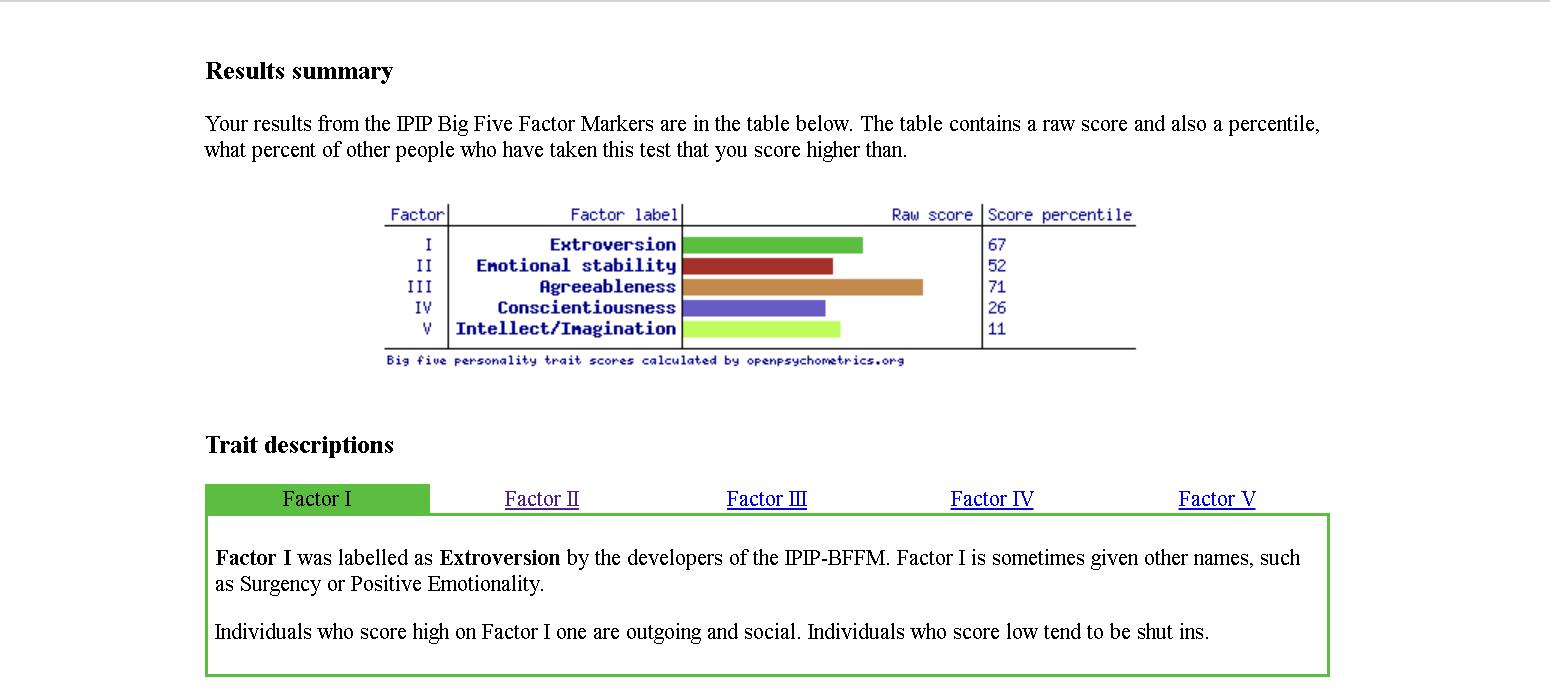 Results summary
Your results from the IPIP Big Five Factor Markers are in the table below. The table contains a raw score and also a percentile,
what percent of other people who have taken this test that you score higher than.
Factor Factor label Raw score Score percentile
I Extroversion 67
II Emotional stability 52
III Agreeableness 71
IV Conscientiousness 26
V Intellect/Imagination 11
Big five personality trait scores calculated by openpsychometrics.org
Trait descriptions
Factor I Factor II Factor III Factor IV Factor V
Factor I was labelled as Extroversion by the developers of the IPIP-BFFM. Factor I is sometimes given other names, such
as Surgency or Positive Emotionality.
Individuals who score high on Factor I one are outgoing and social. Individuals who score low tend to be shut ins.